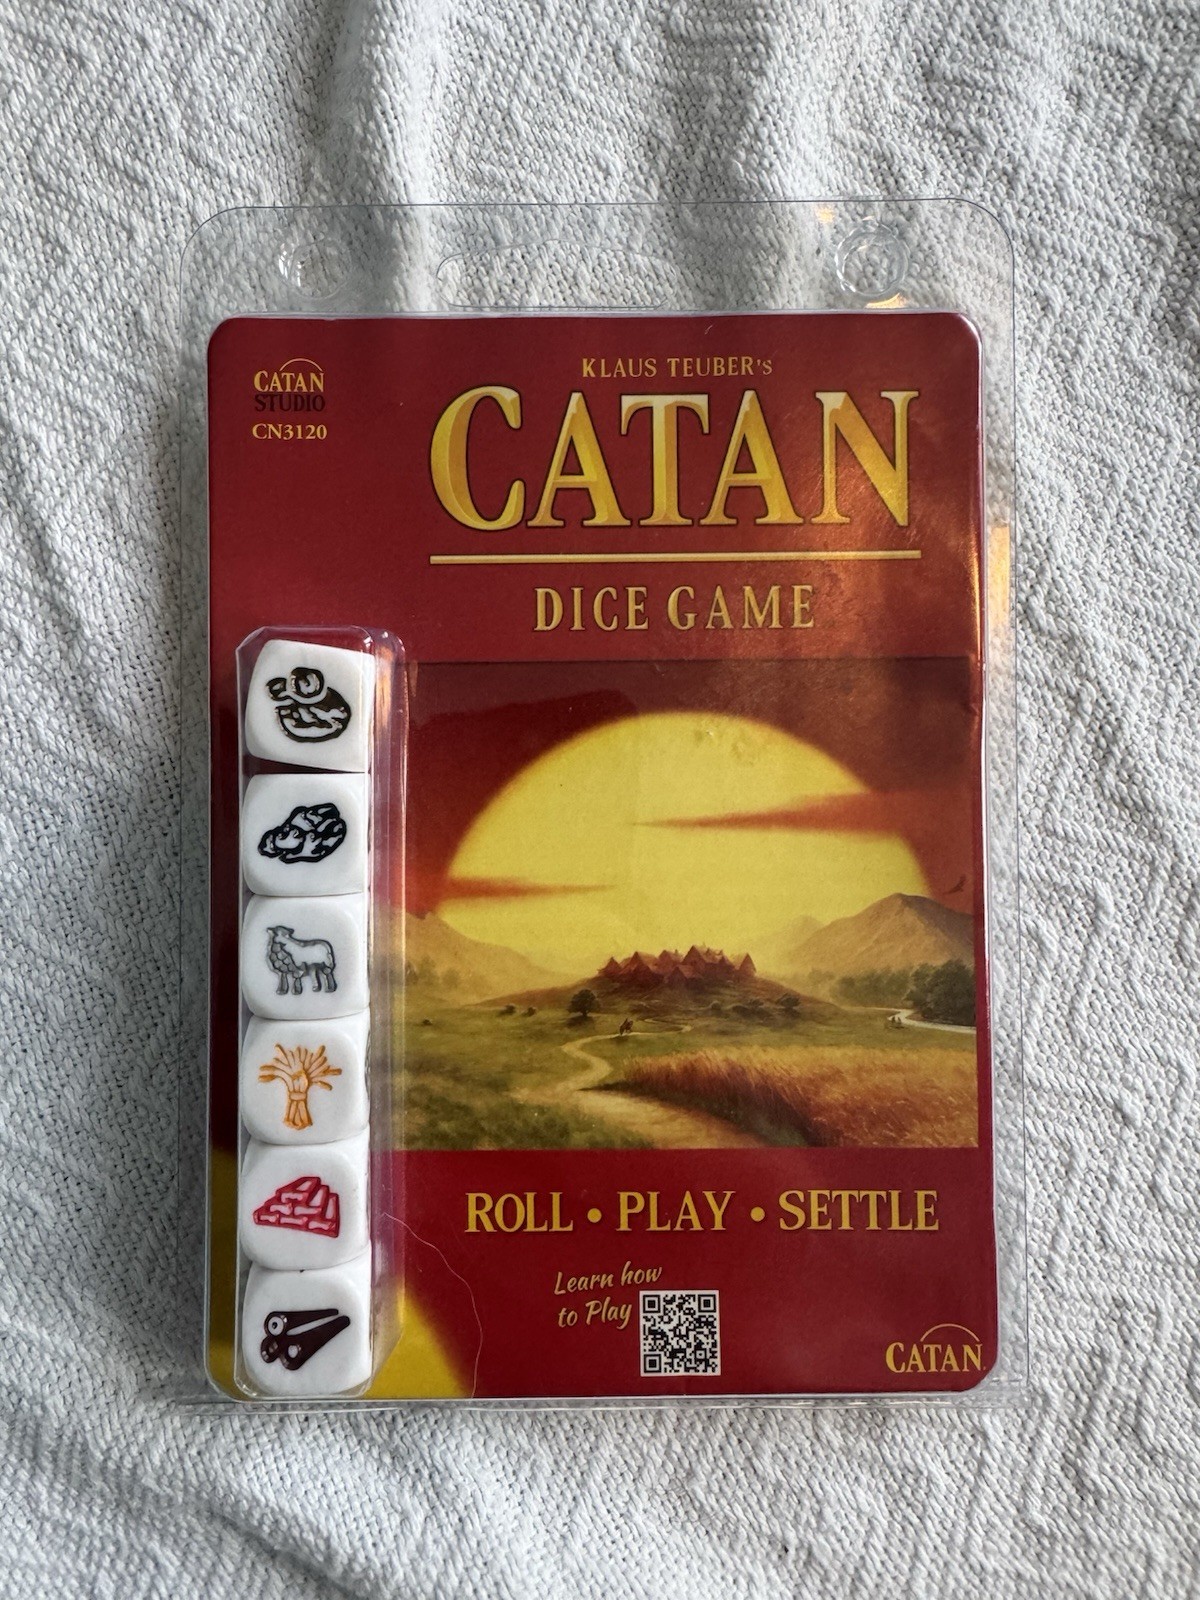 CATAN
STUDIO
CN3120
KLAUS TEUBER's
CATAN
DICE GAME
ROLL • PLAY • SETTLE
Learn how
to Play
CATAN